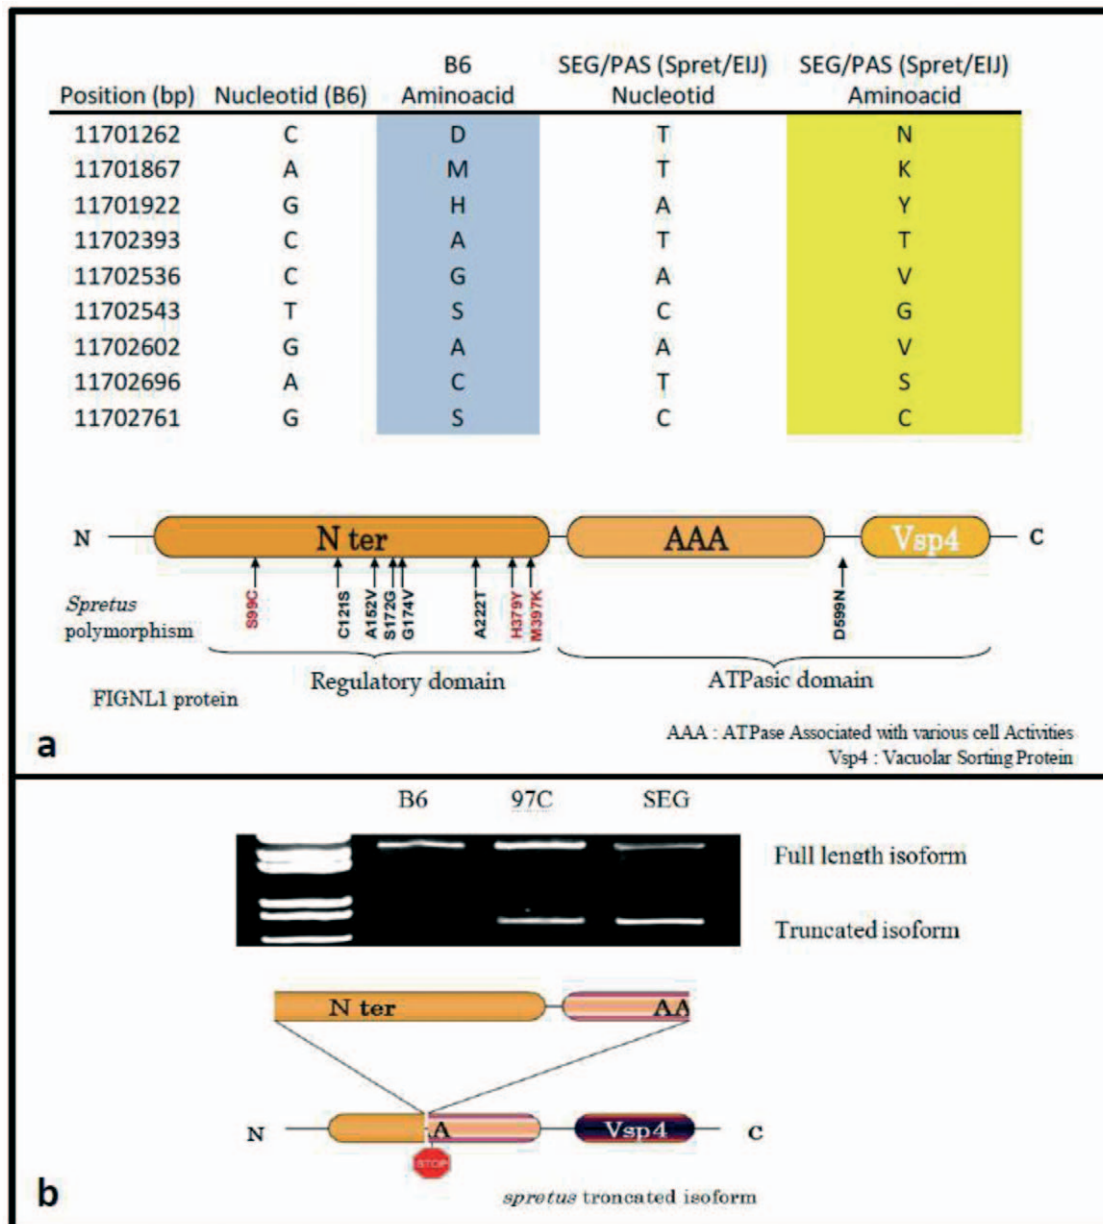 B6 SEG/PAS (Spret/EIJ) SEG/PAS (Spret/EIJ)
Position (bp) Nucleotid (B6) Aminoacid Nucleotid Aminoacid
11701262 C D T N
11701867 A M T K
11701922 G H A Y
11702393 C A T T
11702536 C G A V
11702543 T S C G
11702602 G A A V
11702696 A C T S
11702761 G S C C
N N ter AAA Vsp4 C
Spretus
polymorphism
S99C C121S A152V S172G G174V A222T H379Y M397K D599N
Regulatory domain ATPasic domain
FIGNL1 protein
a
AAA : ATPase Associated with various cell Activities
Vsp4 : Vacuolar Sorting Protein
B6 97C SEG
Full length isoform
Truncated isoform
N ter AA
N A Vsp4 C
STOP
b
spretus troncated isoform